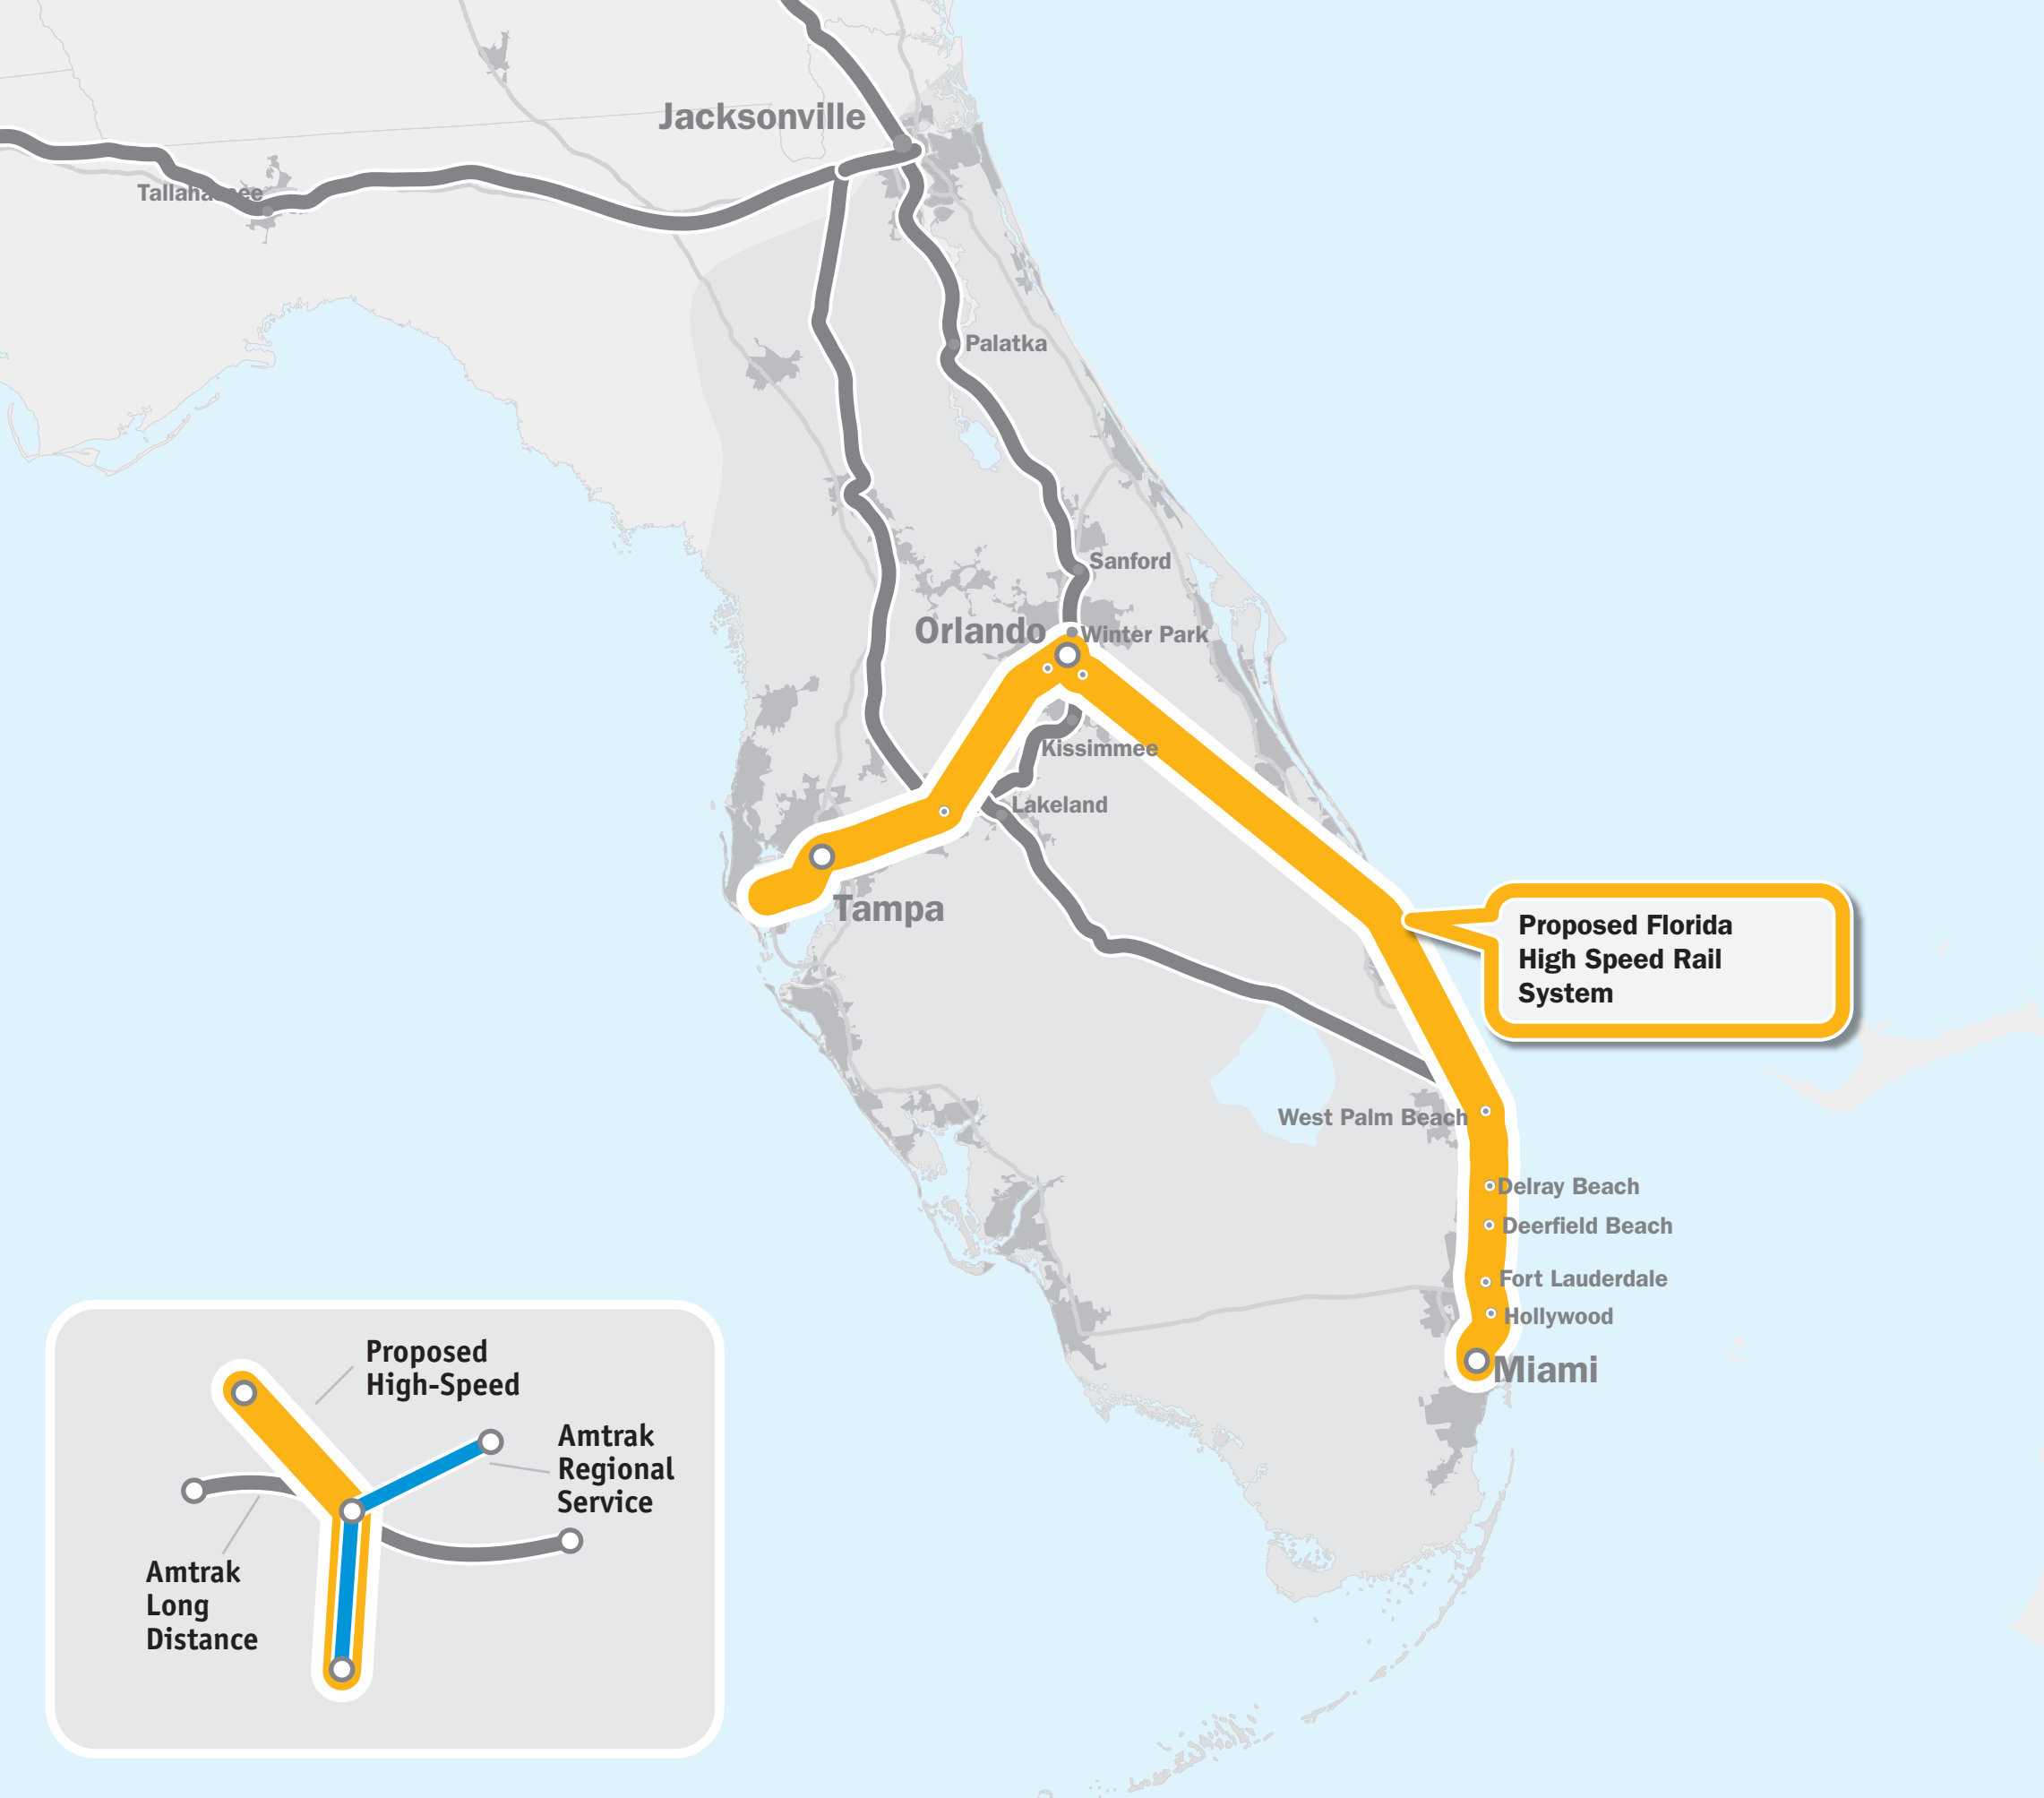 Jacksonville
Tallahassee
Palatka
Sanford
Orlando
Winter Park
Kissimmee
Lakeland
Tampa
Proposed Florida
High Speed Rail
System
West Palm Beach
Delray Beach
Deerfield Beach
Fort Lauderdale
Hollywood
Miami
Proposed
High-Speed
Amtrak
Regional
Service
Amtrak
Long
Distance